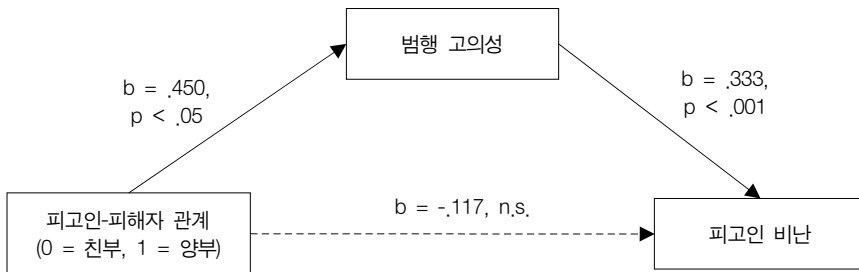 범행 고의성
b = .450,
p < .05
b = .333,
p < .001
b = -.117, n.s.
피고인-피해자 관계
(0 = 친부, 1 = 양부)
피고인 비난